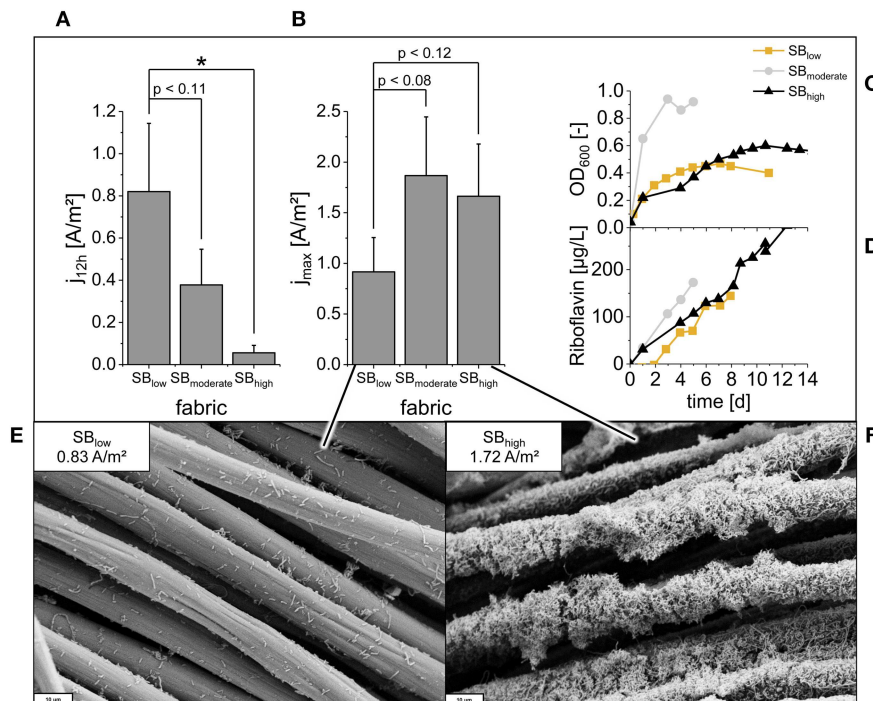 A
B
*
p < 0.11
p < 0.12
p < 0.08
j12h [A/m²]
1.2
1.0
0.8
0.6
0.4
0.2
0.0
SBlow
SBmoderate
SBhigh
fabric
jmax [A/m²]
2.5
2.0
1.5
1.0
0.5
0.0
SBlow
SBmoderate
SBhigh
fabric
SBlow
SBmoderate
SBhigh
C
OD600 [-]
1.0
0.8
0.6
0.4
0.2
0.0
D
Riboflavin [µg/L]
200
100
0
0 2 4 6 8 10 12 14
time [d]
E
SBlow
0.83 A/m²
10 µm
SBhigh
1.72 A/m²
F
10 µm